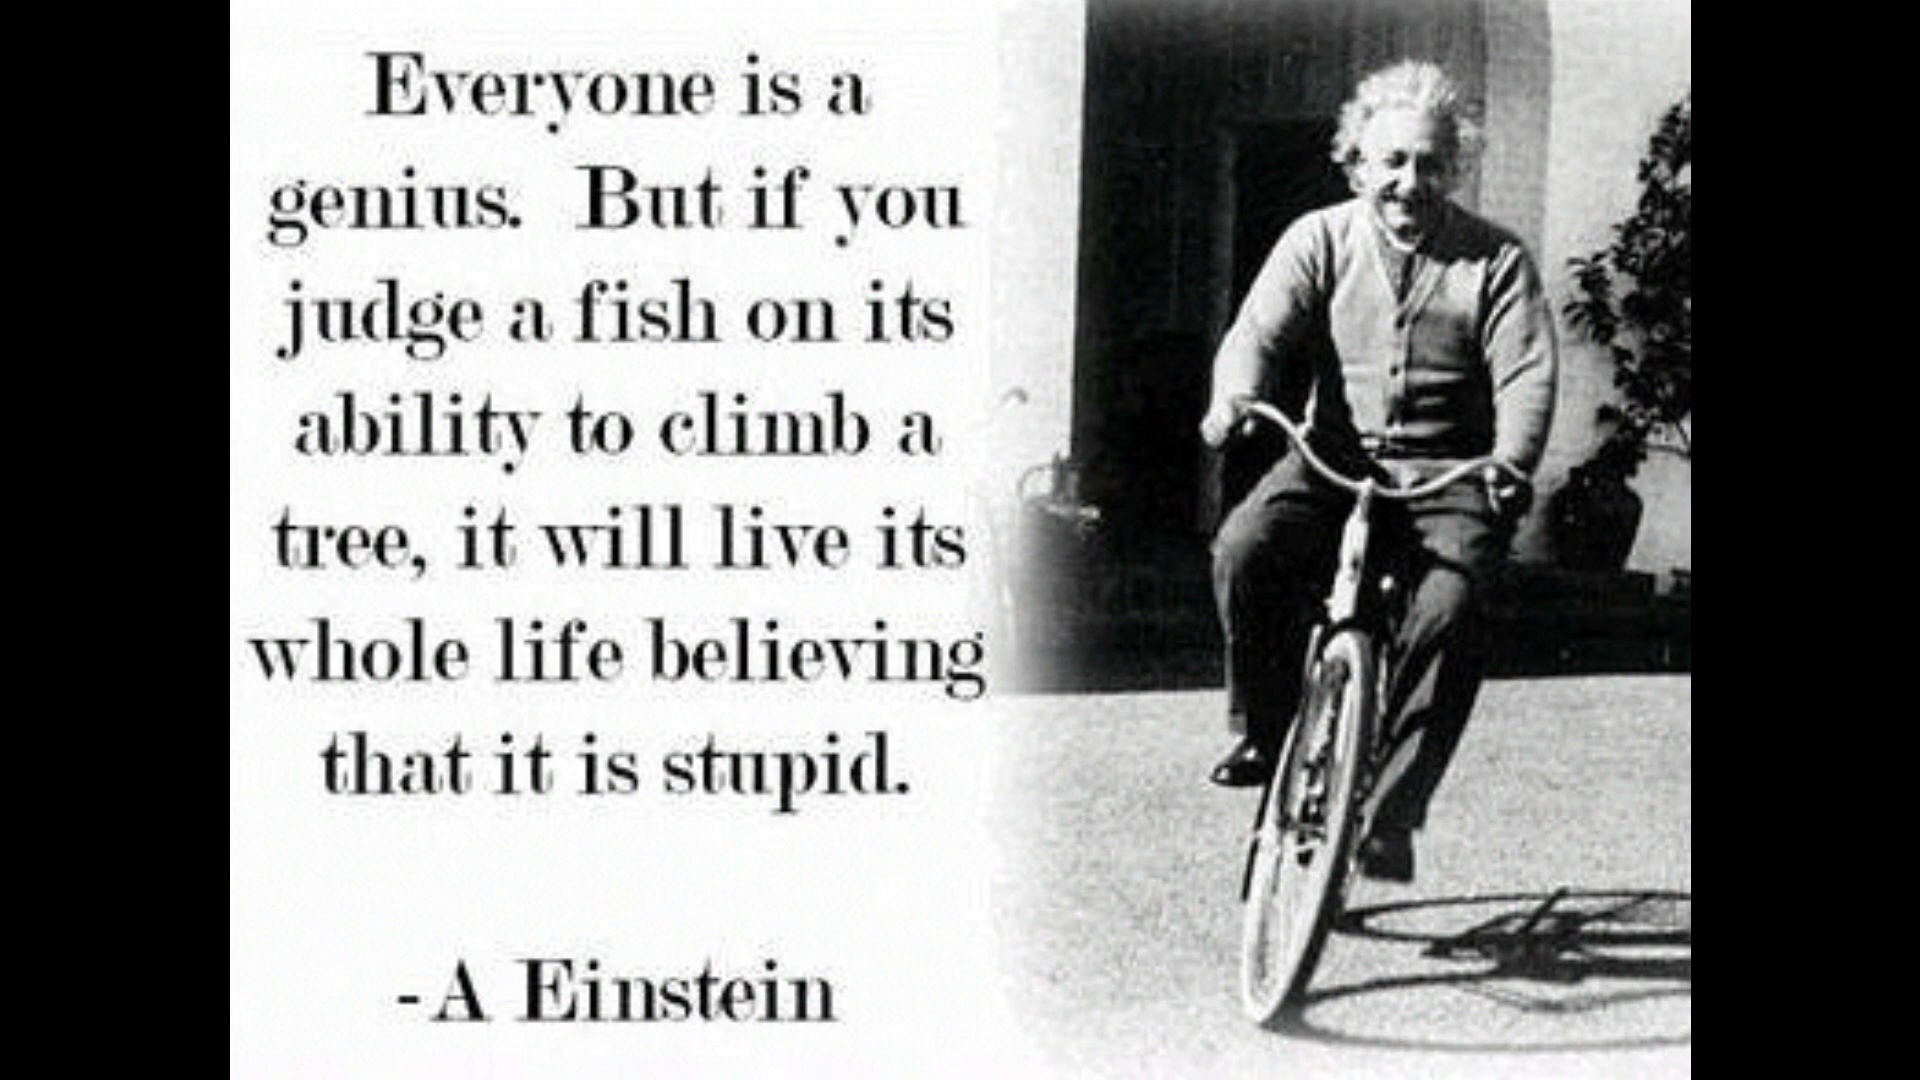 Everyone is a
genius. But if you
judge a fish on its
ability to climb a
tree, it will live its
whole life believing
that it is stupid.
-A Einstein